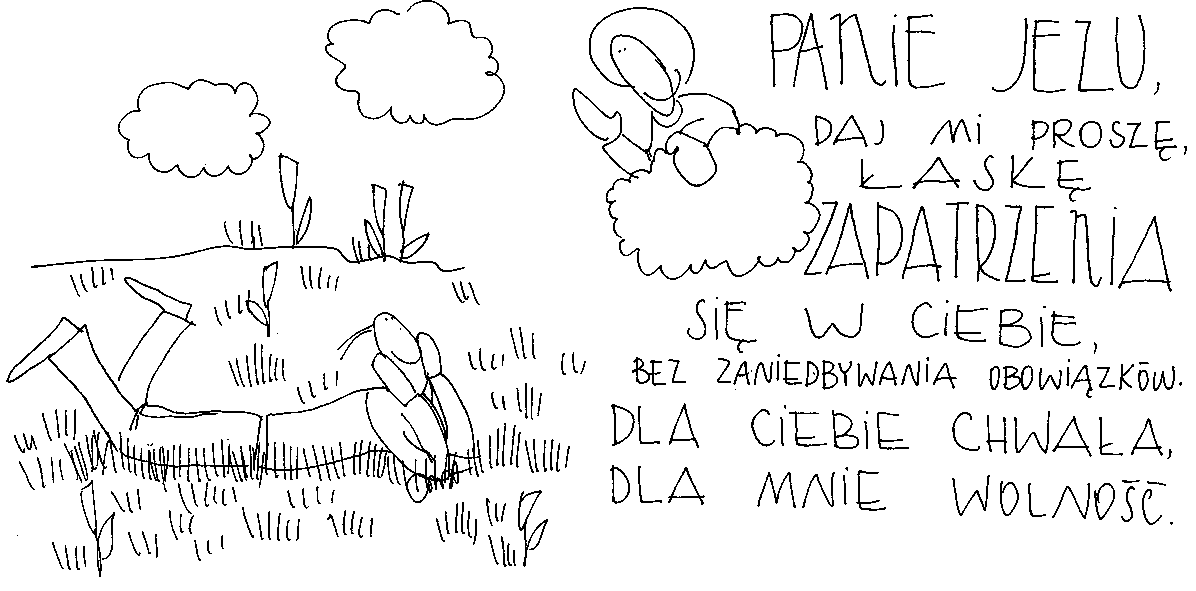 PANIE JEZU,
DAJ MI PROSZĘ,
ŁASKĘ
ZAPATRZENIA
SIĘ W CIEBIE,
BEZ ZANIEDBYWANIA OBOWIĄZKÓW.
DLA CIEBIE CHWAŁA,
DLA MNIE WOLNOŚĆ.